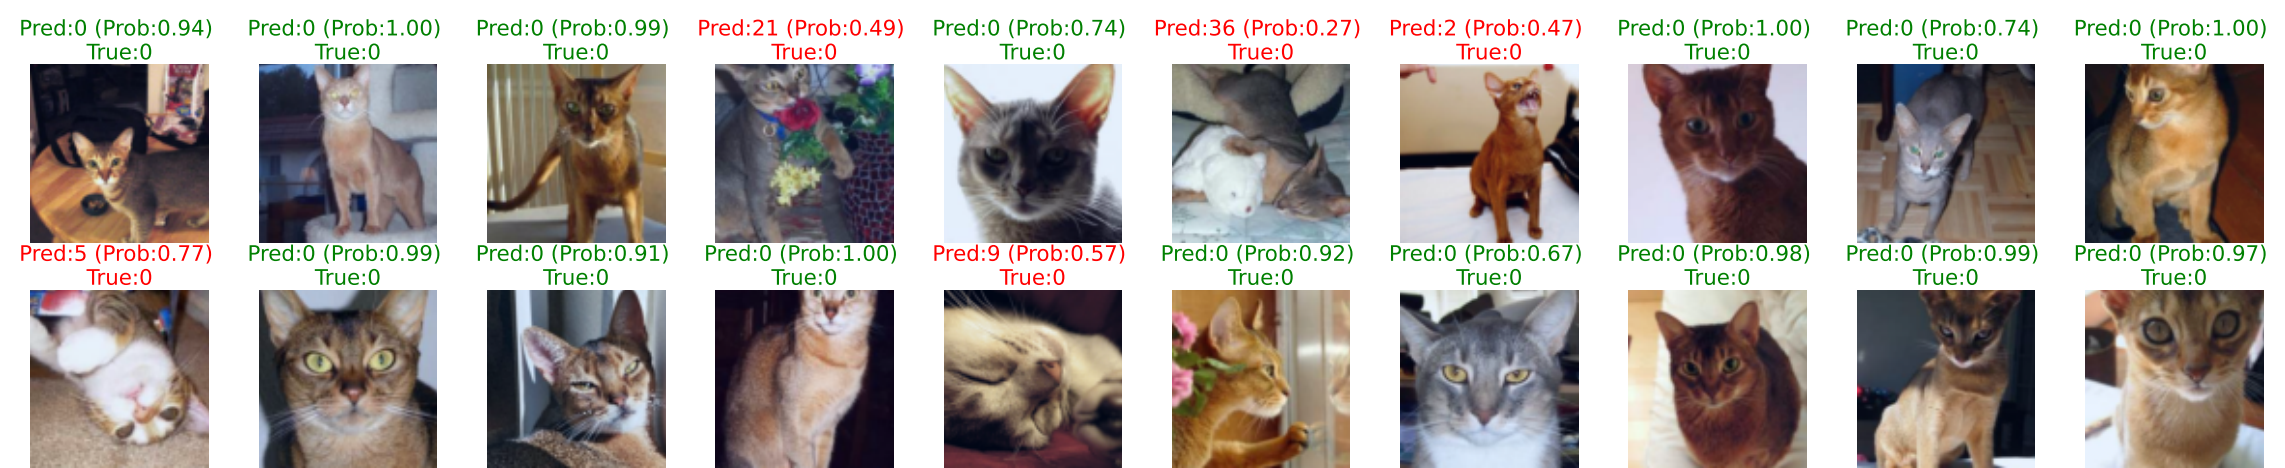 Pred:0 (Prob:0.94)
True:0
Pred:0 (Prob:1.00)
True:0
Pred:0 (Prob:0.99)
True:0
Pred:21 (Prob:0.49)
True:0
Pred:0 (Prob:0.74)
True:0
Pred:36 (Prob:0.27)
True:0
Pred:2 (Prob:0.47)
True:0
Pred:0 (Prob:1.00)
True:0
Pred:0 (Prob:0.74)
True:0
Pred:0 (Prob:1.00)
True:0
Pred:5 (Prob:0.77)
True:0
Pred:0 (Prob:0.99)
True:0
Pred:0 (Prob:0.91)
True:0
Pred:0 (Prob:1.00)
True:0
Pred:9 (Prob:0.57)
True:0
Pred:0 (Prob:0.92)
True:0
Pred:0 (Prob:0.67)
True:0
Pred:0 (Prob:0.98)
True:0
Pred:0 (Prob:0.99)
True:0
Pred:0 (Prob:0.97)
True:0